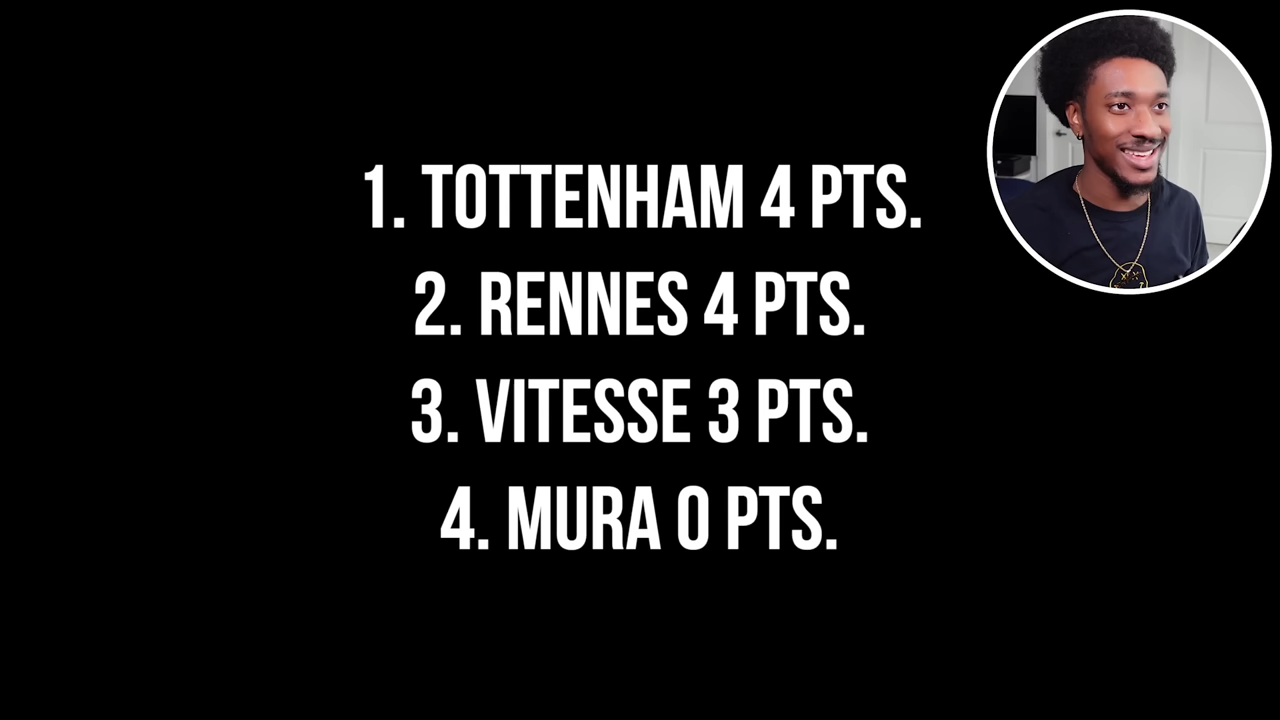 1. TOTTENHAM 4 PTS.
2. RENNES 4 PTS.
3. VITESSE 3 PTS.
4. MURA 0 PTS.